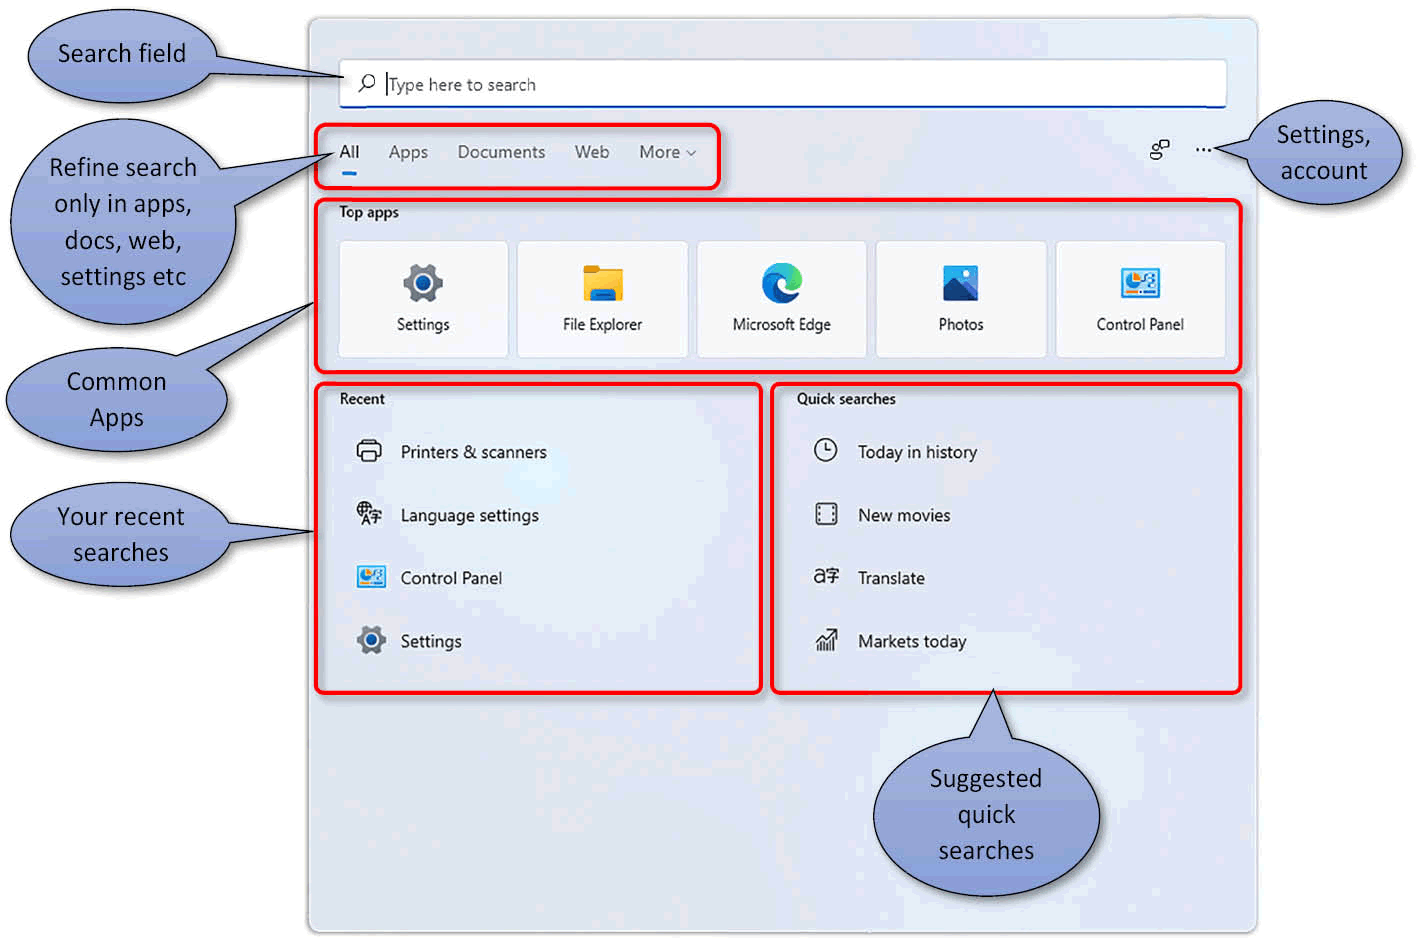 Search field
Type here to search
Refine search
only in apps,
docs, web,
settings etc
All Apps Documents Web More
Settings,
account
Top apps
Settings File Explorer Microsoft Edge Photos Control Panel
Common
Apps
Recent
Printers & scanners
Language settings
Control Panel
Settings
Your recent
searches
Quick searches
Today in history
New movies
Translate
Markets today
Suggested
quick
searches